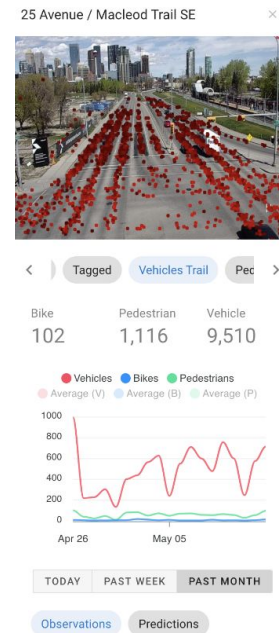 25 Avenue / Macleod Trail SE
Tagged Vehicles Trail Ped
Bike Pedestrian Vehicle
102 1,116 9,510
Vehicles Bikes Pedestrians
Average (V) Average (B) Average (P)
1000
800
600
400
200
0
Apr 26 May 05
TODAY PAST WEEK PAST MONTH
Observations Predictions